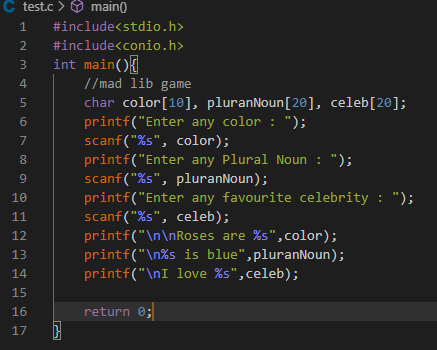 test.c > main()
1 #include<stdio.h>
2 #include<conio.h>
3 int main(){
4 //mad lib game
5 char color[10], pluranNoun[20], celeb[20];
6 printf("Enter any color : ");
7 scanf("%s", color);
8 printf("Enter any Plural Noun : ");
9 scanf("%s", pluranNoun);
10 printf("Enter any favourite celebrity : ");
11 scanf("%s", celeb);
12 printf("\n\nRoses are %s",color);
13 printf("\n%s is blue",pluranNoun);
14 printf("\nI love %s",celeb);
15
16 return 0;
17 }